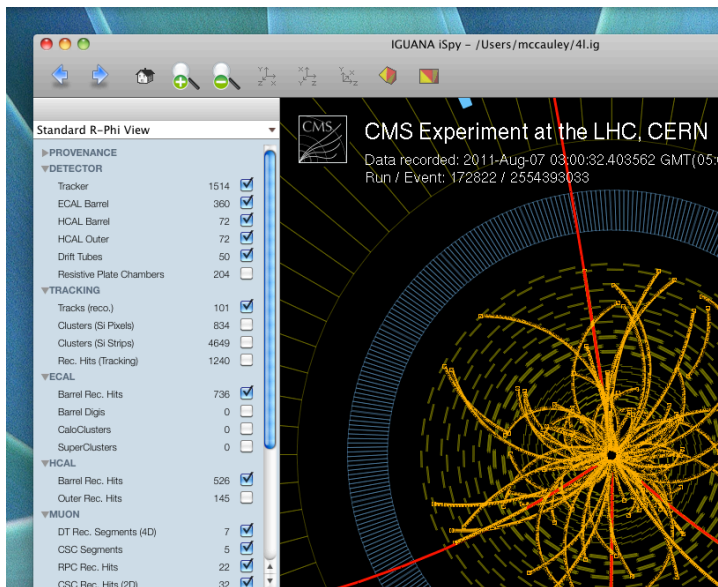 IGUANA iSpy - /Users/mccauley/4l.ig
Standard R-Phi View
PROVENANCE
DETECTOR
Tracker 1514
ECAL Barrel 360
HCAL Barrel 72
HCAL Outer 72
Drift Tubes 50
Resistive Plate Chambers 204
TRACKING
Tracks (reco.) 101
Clusters (Si Pixels) 834
Clusters (Si Strips) 4649
Rec. Hits (Tracking) 1240
ECAL
Barrel Rec. Hits 736
Barrel Digis 0
CaloClusters 0
SuperClusters 0
HCAL
Barrel Rec. Hits 526
Outer Rec. Hits 145
MUON
DT Rec. Segments (4D) 7
CSC Segments 5
RPC Rec. Hits 22
CSC Rec. Hits (2D) 32
CMS
CMS Experiment at the LHC, CERN
Data recorded: 2011-Aug-07 03:00:32.403562 GMT(05:
Run / Event: 172822 / 2554393033